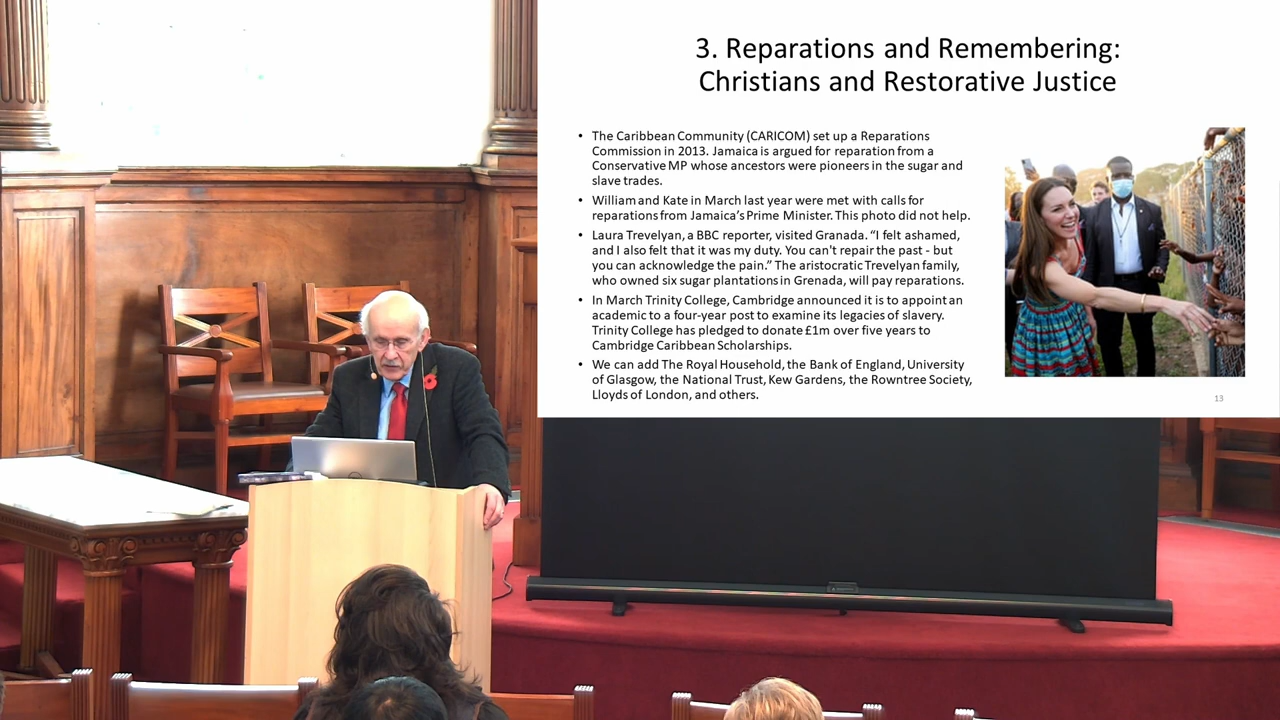 3. Reparations and Remembering:
Christians and Restorative Justice
• The Caribbean Community (CARICOM) set up a Reparations
Commission in 2013. Jamaica is argued for reparation from a
Conservative MP whose ancestors were pioneers in the sugar and
slave trades.
• William and Kate in March last year were met with calls for
reparations from Jamaica's Prime Minister. This photo did not help.
• Laura Trevelyan, a BBC reporter, visited Granada. “I felt ashamed,
and I also felt that it was my duty. You can't repair the past - but
you can acknowledge the pain.” The aristocratic Trevelyan family,
who owned six sugar plantations in Grenada, will pay reparations.
• In March Trinity College, Cambridge announced it is to appoint an
academic to a four-year post to examine its legacies of slavery.
Trinity College has pledged to donate £1m over five years to
Cambridge Caribbean Scholarships.
• We can add The Royal Household, the Bank of England, University
of Glasgow, the National Trust, Kew Gardens, the Rowntree Society,
Lloyds of London, and others.
13